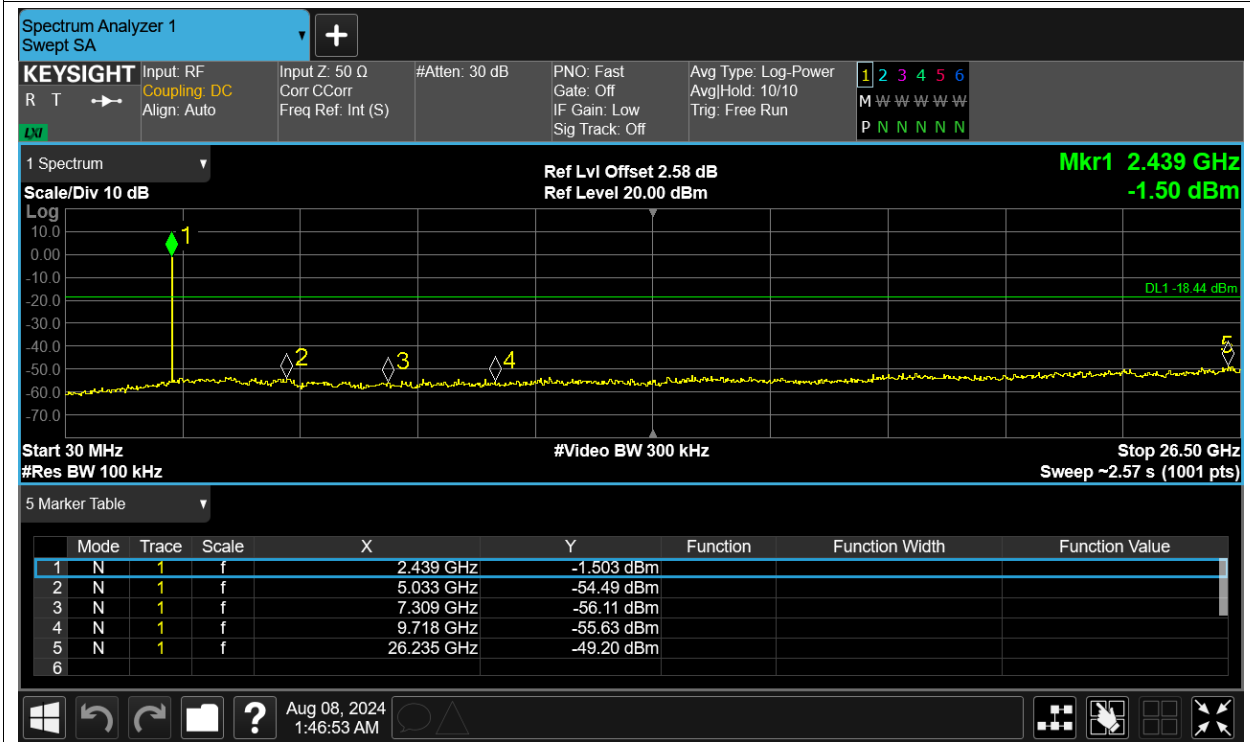 Spectrum Analyzer 1
Swept SA
+
KEYSIGHT
R T
LXI
Input: RF
Coupling: DC
Align: Auto
Input Z: 50 Ω
Corr CCorr
Freq Ref: Int (S)
#Atten: 30 dB
PNO: Fast
Gate: Off
IF Gain: Low
Sig Track: Off
Avg Type: Log-Power
Avg|Hold: 10/10
Trig: Free Run
1 2 3 4 5 6
M W W W W W
P N N N N N
1 Spectrum
Scale/Div 10 dB
Ref Lvl Offset 2.58 dB
Ref Level 20.00 dBm
Mkr1 2.439 GHz
-1.50 dBm
Log
10.0
0.00
-10.0
-20.0
-30.0
-40.0
-50.0
-60.0
-70.0
1
2
3
4
5
DL1 -18.44 dBm
Start 30 MHz
#Res BW 100 kHz
#Video BW 300 kHz
Stop 26.50 GHz
Sweep ~2.57 s (1001 pts)
5 Marker Table
Mode Trace Scale X Y Function Function Width Function Value
1 N 1 f 2.439 GHz -1.503 dBm
2 N 1 f 5.033 GHz -54.49 dBm
3 N 1 f 7.309 GHz -56.11 dBm
4 N 1 f 9.718 GHz -55.63 dBm
5 N 1 f 26.235 GHz -49.20 dBm
6
?
Aug 08, 2024
1:46:53 AM